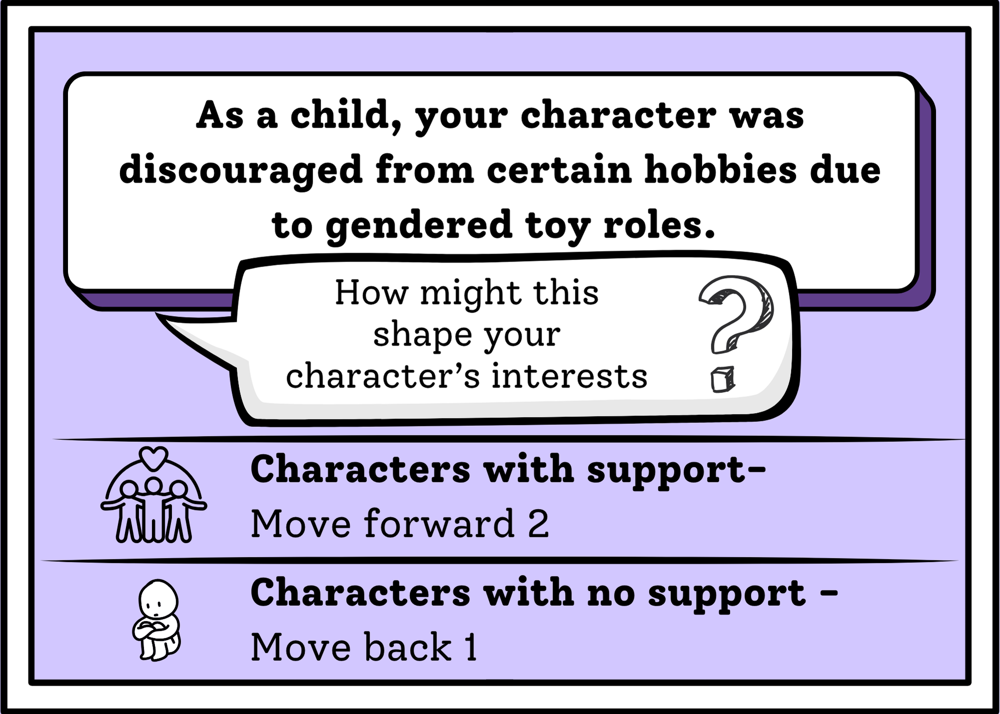 As a child, your character was
discouraged from certain hobbies due
to gendered toy roles.
How might this
shape your
character’s interests
?
Characters with support-
Move forward 2
Characters with no support -
Move back 1